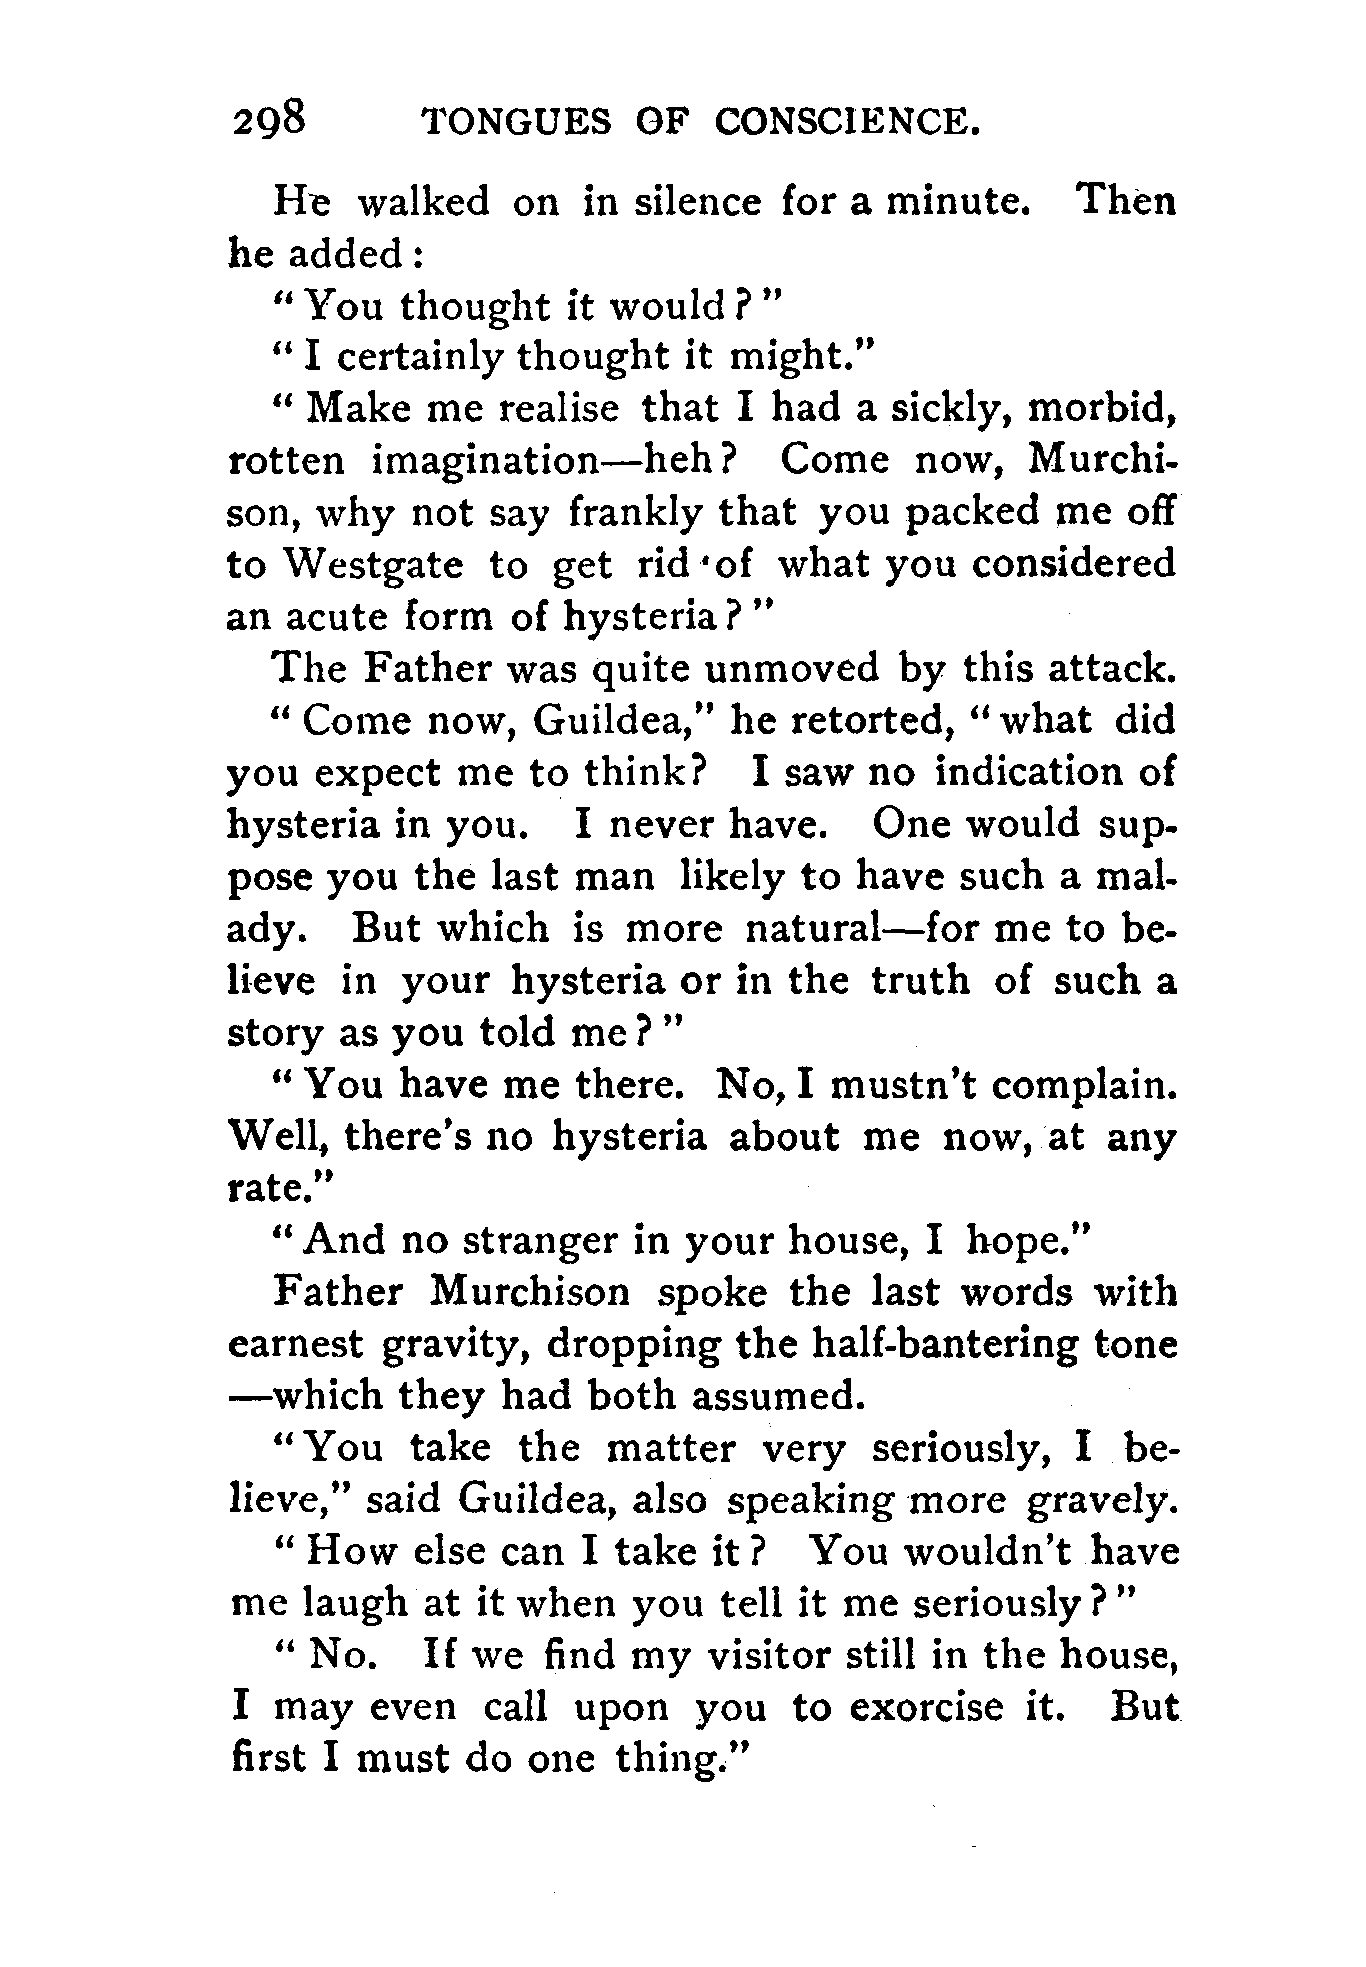 298 TONGUES OF CONSCIENCE.
He walked on in silence for a minute. Then
he added :
“ You thought it would ? ”
“ I certainly thought it might.”
“ Make me realise that I had a sickly, morbid,
rotten imagination—heh ? Come now, Murchi-
son, why not say frankly that you packed me off
to Westgate to get rid of what you considered
an acute form of hysteria ? ”
The Father was quite unmoved by this attack.
“ Come now, Guildea,” he retorted, “ what did
you expect me to think? I saw no indication of
hysteria in you. I never have. One would sup-
pose you the last man likely to have such a mal-
ady. But which is more natural—for me to be-
lieve in your hysteria or in the truth of such a
story as you told me ? ”
“ You have me there. No, I mustn’t complain.
Well, there’s no hysteria about me now, at any
rate.”
“ And no stranger in your house, I hope.”
Father Murchison spoke the last words with
earnest gravity, dropping the half-bantering tone
—which they had both assumed.
“ You take the matter very seriously, I be-
lieve,” said Guildea, also speaking more gravely.
“ How else can I take it ? You wouldn’t have
me laugh at it when you tell it me seriously ? ”
“ No. If we find my visitor still in the house,
I may even call upon you to exorcise it. But
first I must do one thing.”